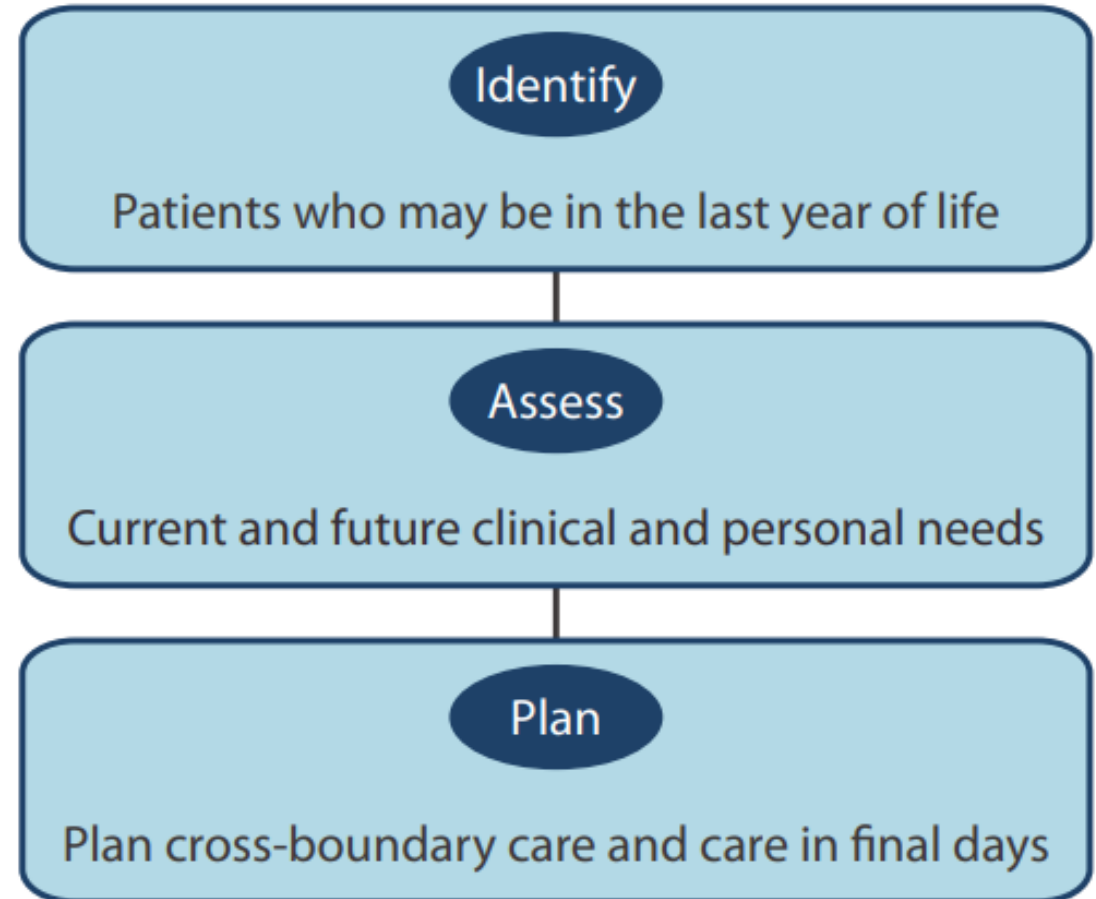 Identify
Patients who may be in the last year of life
Assess
Current and future clinical and personal needs
Plan
Plan cross-boundary care and care in final days